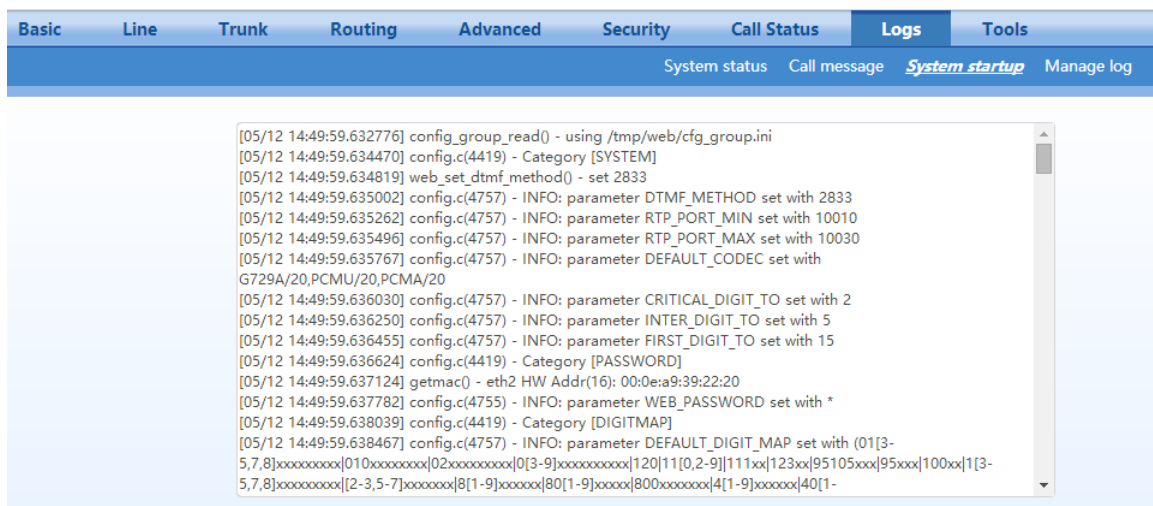 Basic Line Trunk Routing Advanced Security Call Status Logs Tools
System status Call message System startup Manage log
[05/12 14:49:59.632776] config_group_read() - using /tmp/web/cfg_group.ini
[05/12 14:49:59.634470] config.c(4419) - Category [SYSTEM]
[05/12 14:49:59.634819] web_set_dtmf_method() - set 2833
[05/12 14:49:59.635002] config.c(4757) - INFO: parameter DTMF_METHOD set with 2833
[05/12 14:49:59.635262] config.c(4757) - INFO: parameter RTP_PORT_MIN set with 10010
[05/12 14:49:59.635496] config.c(4757) - INFO: parameter RTP_PORT_MAX set with 10030
[05/12 14:49:59.635767] config.c(4757) - INFO: parameter DEFAULT_CODEC set with
G729A/20,PCMU/20,PCMA/20
[05/12 14:49:59.636030] config.c(4757) - INFO: parameter CRITICAL_DIGIT_TO set with 2
[05/12 14:49:59.636250] config.c(4757) - INFO: parameter INTER_DIGIT_TO set with 5
[05/12 14:49:59.636455] config.c(4757) - INFO: parameter FIRST_DIGIT_TO set with 15
[05/12 14:49:59.636624] config.c(4419) - Category [PASSWORD]
[05/12 14:49:59.637124] getmac() - eth2 HW Addr(16): 00:0e:a9:39:22:20
[05/12 14:49:59.637782] config.c(4755) - INFO: parameter WEB_PASSWORD set with *
[05/12 14:49:59.638039] config.c(4419) - Category [DIGITMAP]
[05/12 14:49:59.638467] config.c(4757) - INFO: parameter DEFAULT_DIGIT_MAP set with (01[3-
5,7,8]xxxxxxxxx|010xxxxxxxx|02xxxxxxxxx|0[3-9]xxxxxxxxxx|120|11[0,2-9]|111xx|123xx|95105xxx|95xxx|100xx|1[3-
5,7,8]xxxxxxxxx|[2-3,5-7]xxxxxxx|8[1-9]xxxxxx|80[1-9]xxxxx|800xxxxxxx|4[1-9]xxxxxx|40[1-